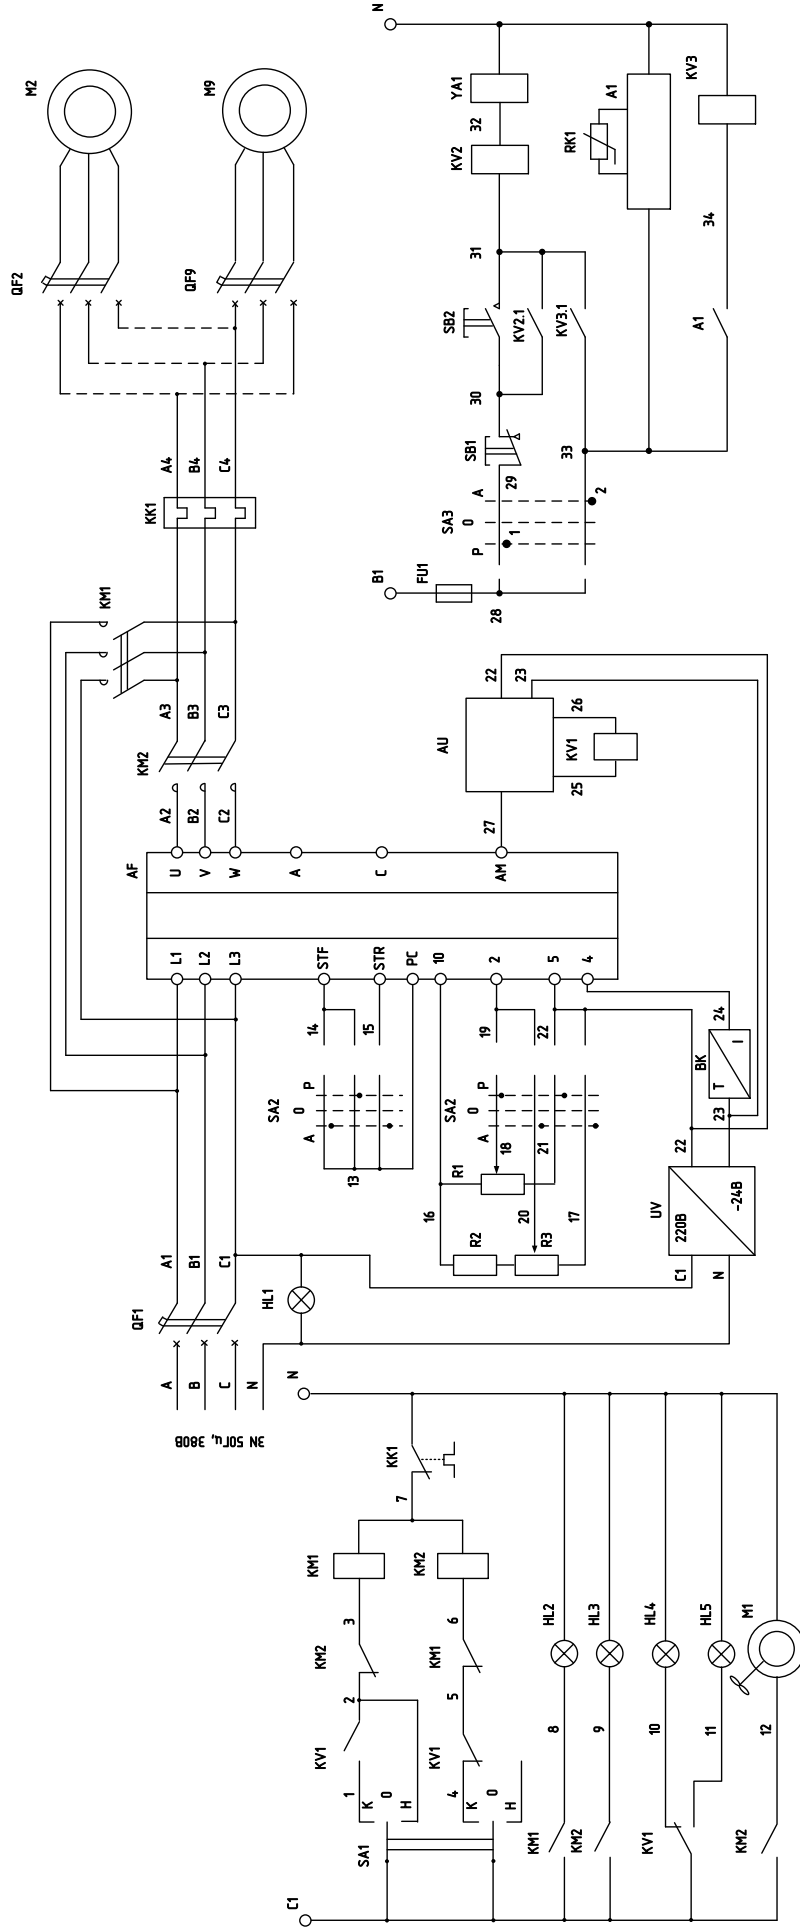 3N 50Гц, 380В
A
B
C
N
QF1
A1
B1
C1
HL1
L1
L2
L3
AF
U
V
W
A
C
AM
A2
B2
C2
KM2
A3
B3
C3
KM1
KK1
A4
B4
C4
QF2
M2
QF9
M9
STF
STR
PC
10
2
5
4
14
15
SA2
P
0
A
13
19
22
SA2
P
0
A
18
21
R1
16
20
17
R2
R3
24
BK
T
I
23
22
UV
220В
-24В
C1
N
27
AU
22
23
26
KV1
25
B1
FU1
28
SA3
P
0
A
1
2
29
SB1
33
30
SB2
KV2.1
KV3.1
31
KV2
32
YA1
N
RK1
A1
KV3
34
A1
N
C1
SA1
K
0
H
1
KV1
2
KM2
3
KM1
KK1
7
K
0
H
4
KV1
5
KM1
6
KM2
KM1
8
HL2
KM2
9
HL3
KV1
10
HL4
11
HL5
KM2
12
M1